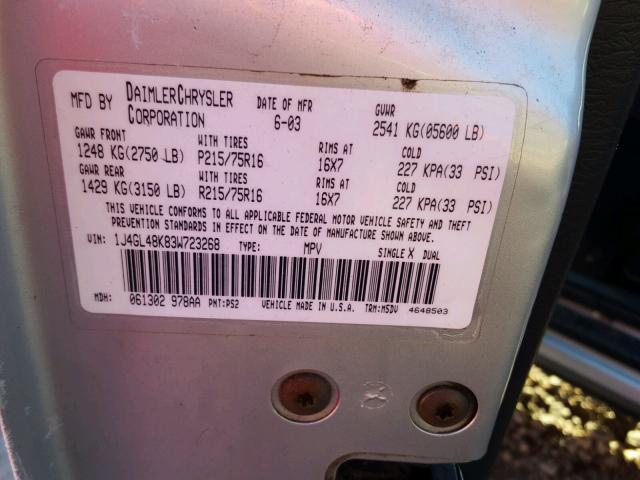 MFD BY DAIMLERCHRYSLER CORPORATION DATE OF MFR 6-03 GVWR 2541 KG(05600 LB)
GAWR FRONT WITH TIRES RIMS AT COLD
1248 KG(2750 LB) P215/75R16 16X7 227 KPA(33 PSI)
GAWR REAR WITH TIRES RIMS AT COLD
1429 KG(3150 LB) R215/75R16 16X7 227 KPA(33 PSI)
THIS VEHICLE CONFORMS TO ALL APPLICABLE FEDERAL MOTOR VEHICLE SAFETY AND THEFT
PREVENTION STANDARDS IN EFFECT ON THE DATE OF MANUFACTURE SHOWN ABOVE.
VIN: 1J4GL48K83W723268 TYPE: MPV SINGLE X DUAL
MDH: 061302 978AA PNT:PS2 VEHICLE MADE IN U.S.A. TRM:MSDV 4648503